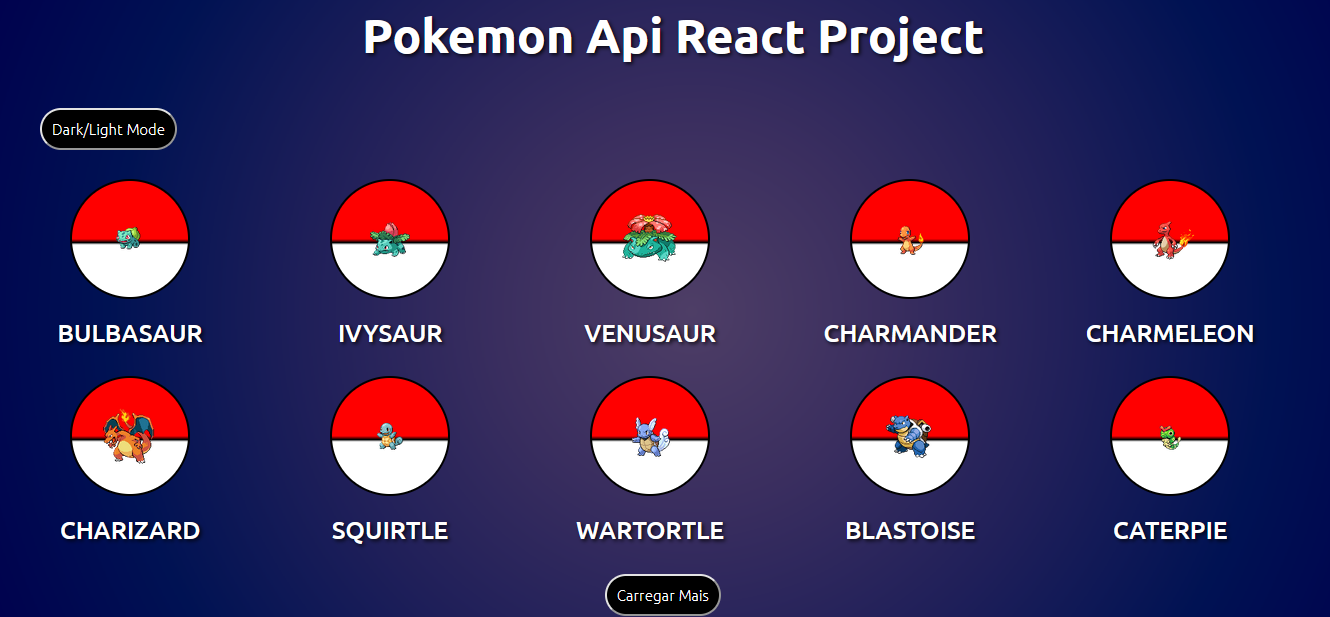 Pokemon Api React Project
Dark/Light Mode
BULBASAUR
IVYSAUR
VENUSAUR
CHARMANDER
CHARMELEON
CHARIZARD
SQUIRTLE
WARTORTLE
BLASTOISE
CATERPIE
Carregar Mais